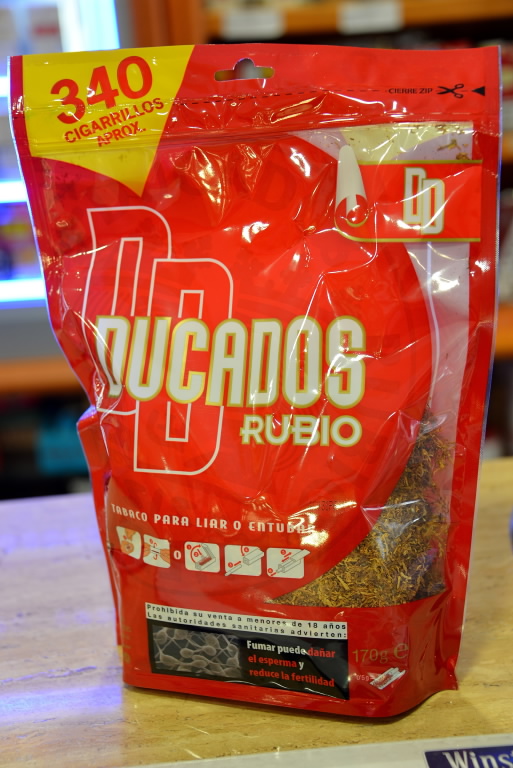 340
CIGARRILLOS
APROX.
CIERRE ZIP
DD
DD
DUCADOS
RUBIO
TABACO PARA LIAR O ENTUBAR
O
Prohibida su venta a menores de 18 años
Las autoridades sanitarias advierten:
Fumar puede dañar
el esperma y
reduce la fertilidad
170g e